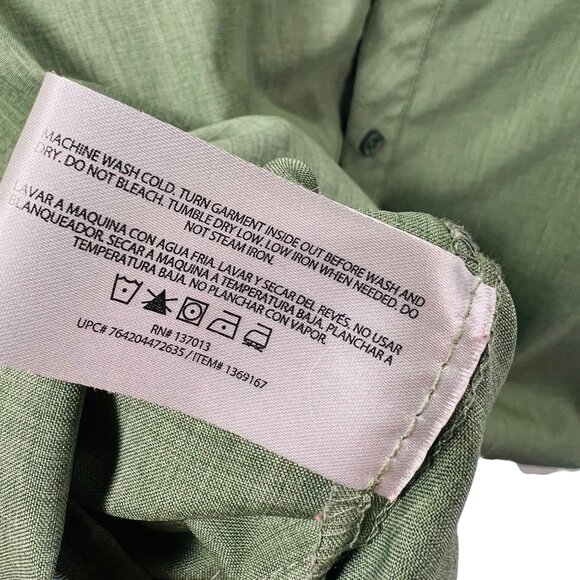 MACHINE WASH COLD. TURN GARMENT INSIDE OUT BEFORE WASH AND
DRY. DO NOT BLEACH. TUMBLE DRY LOW. LOW IRON WHEN NEEDED. DO
NOT STEAM IRON.
LAVAR A MAQUINA CON AGUA FRIA. LAVAR Y SECAR DEL REVÉS. NO USAR
BLANQUEADOR. SECAR A MAQUINA A TEMPERATURA BAJA. PLANCHAR A
TEMPERATURA BAJA. NO PLANCHAR CON VAPOR.
RN# 137013
UPC# 764204472635 / ITEM# 1369167